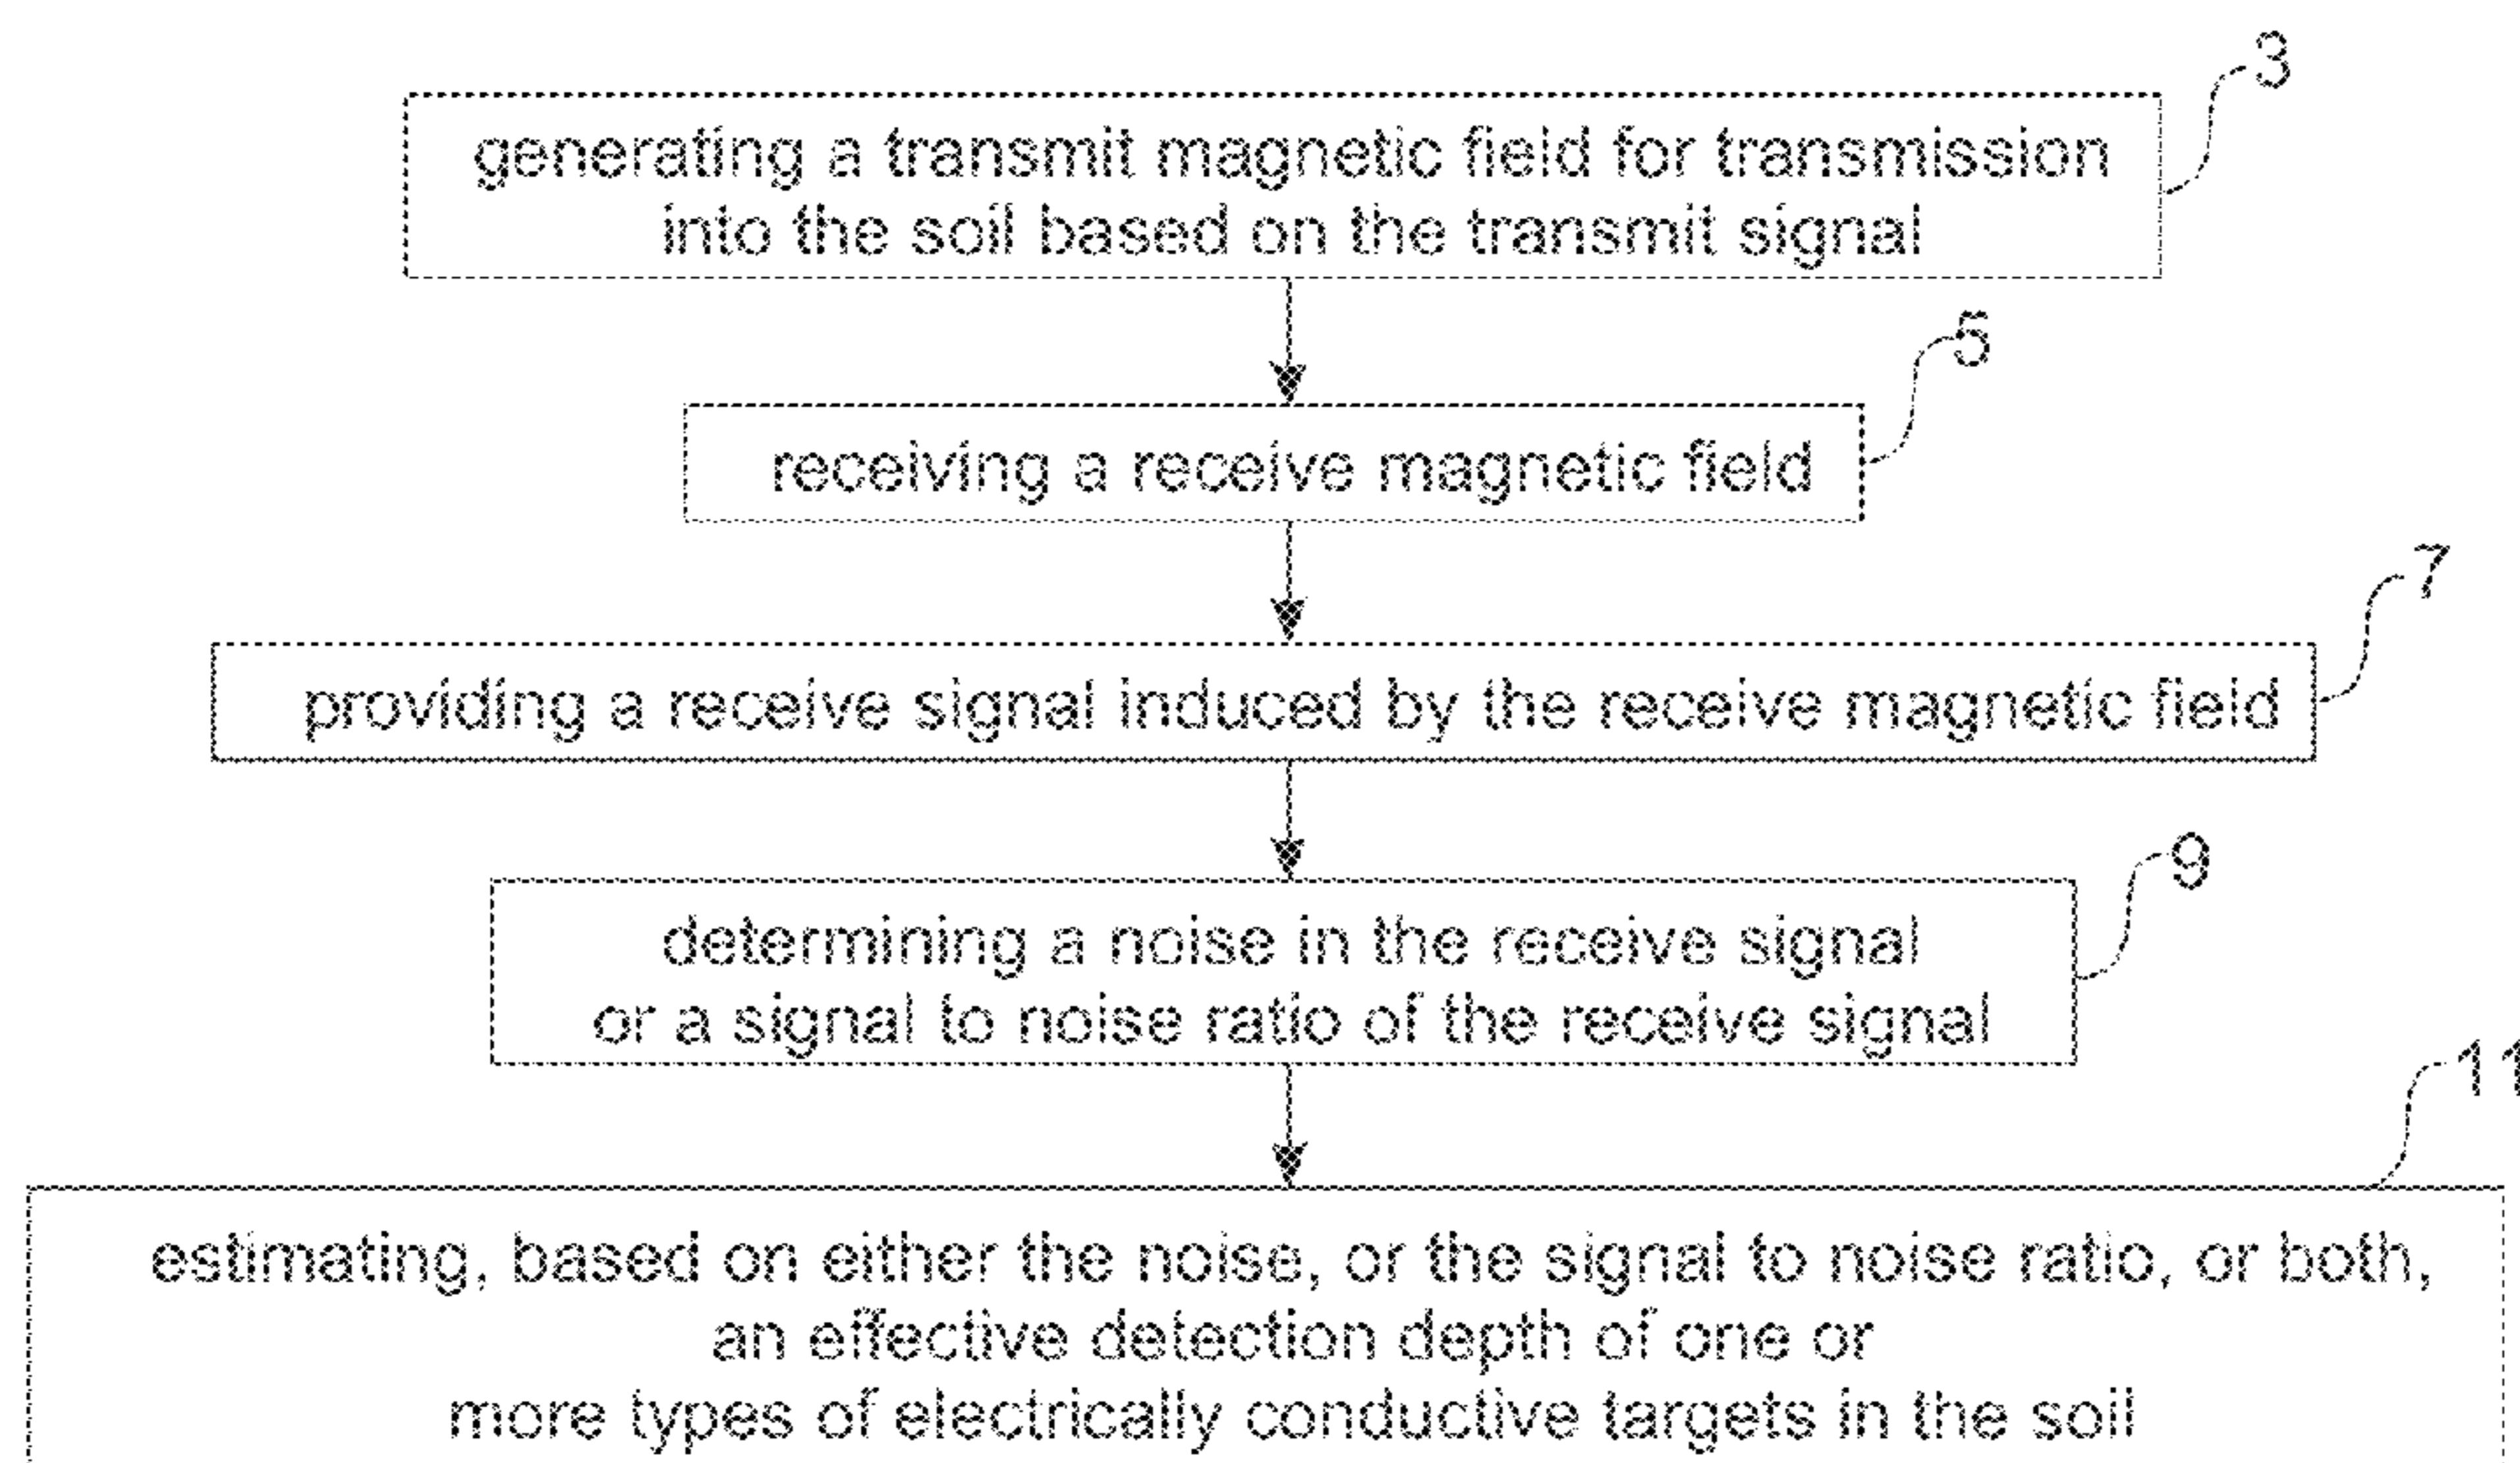 3
generating a transmit magnetic field for transmission
into the soil based on the transmit signal
5
receiving a receive magnetic field
7
providing a receive signal induced by the receive magnetic field
9
determining a noise in the receive signal
or a signal to noise ratio of the receive signal
11
estimating, based on either the noise, or the signal to noise ratio, or both,
an effective detection depth of one or
more types of electrically conductive targets in the soil